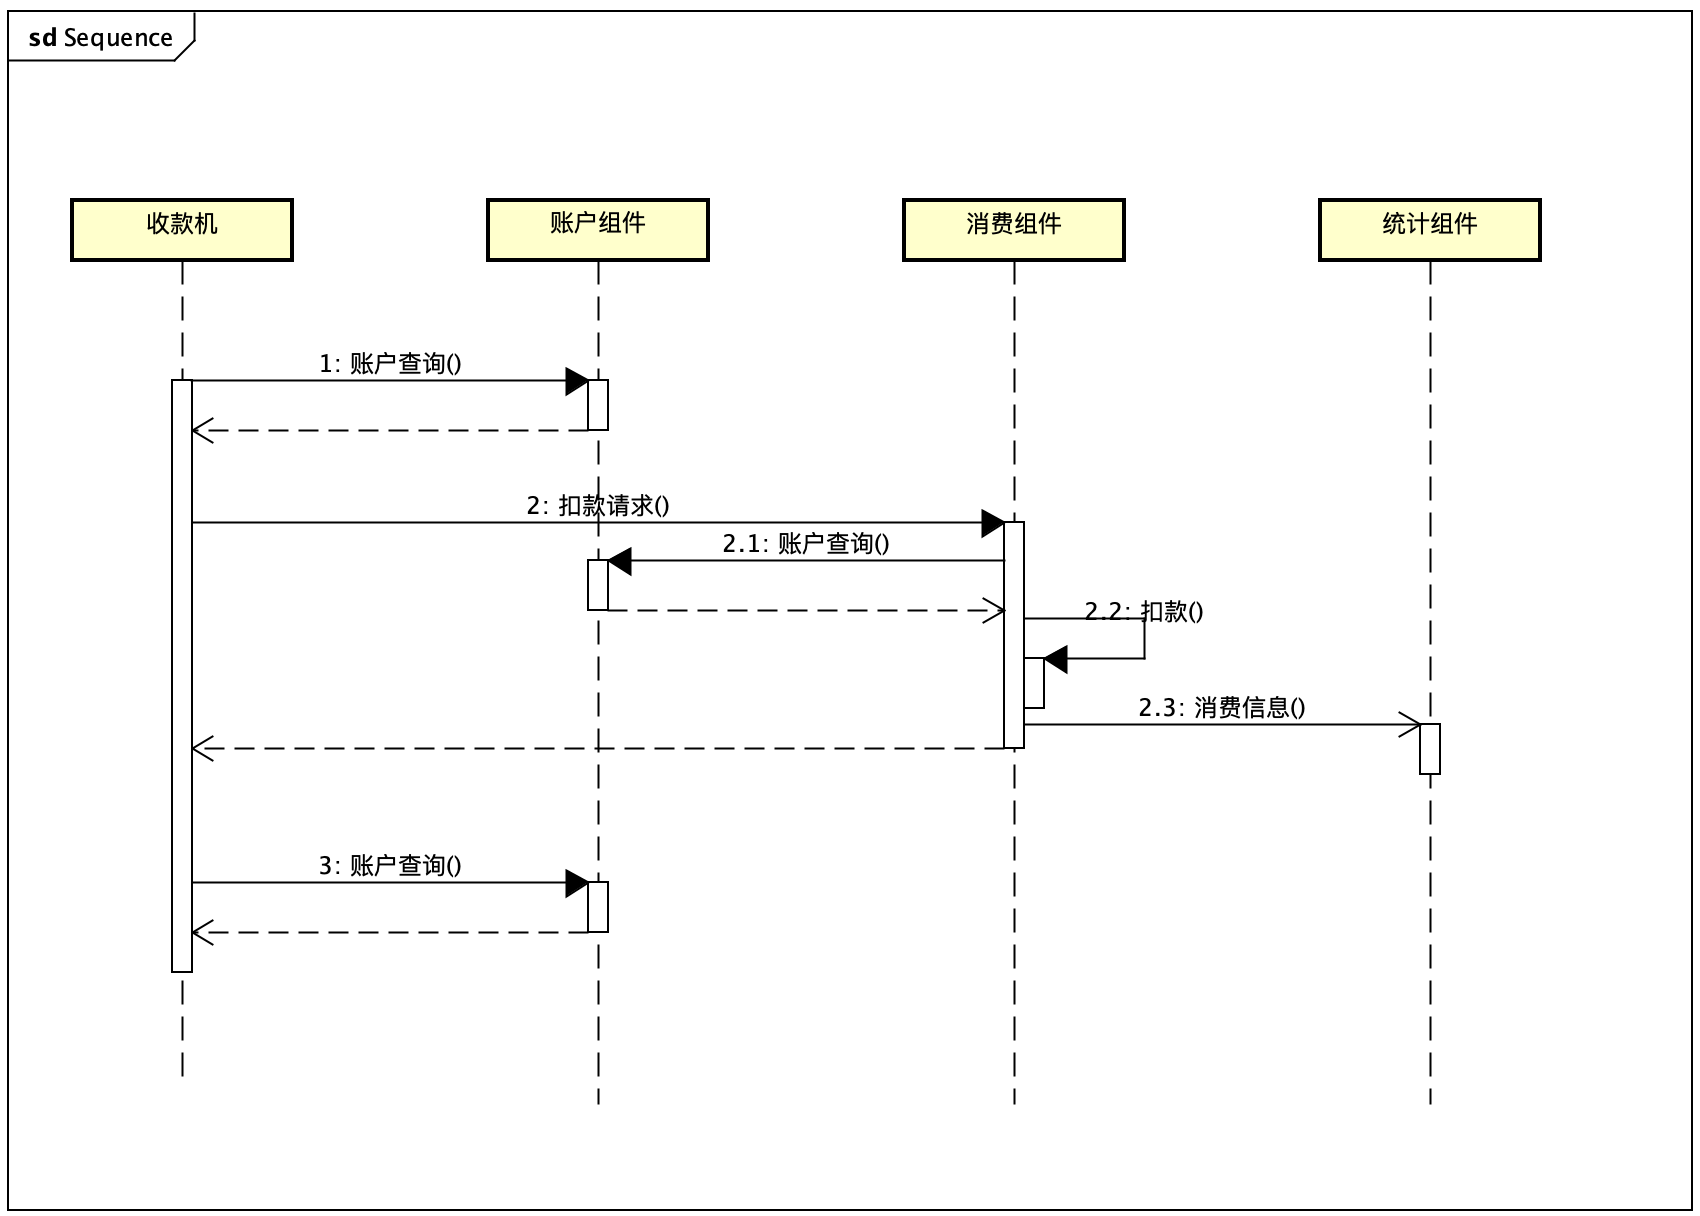 sd Sequence
收款机
账户组件
消费组件
统计组件
1: 账户查询()
2: 扣款请求()
2.1: 账户查询()
2.2: 扣款()
2.3: 消费信息()
3: 账户查询()